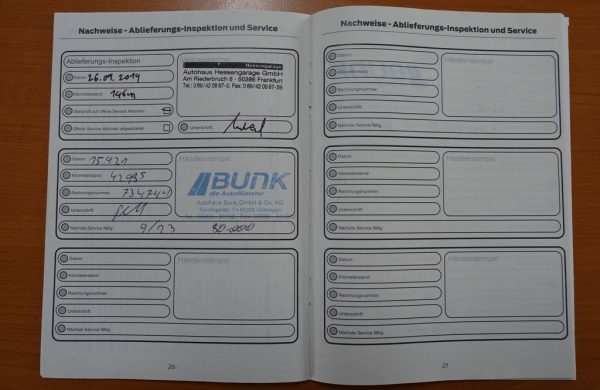 Nachweise - Ablieferungs-Inspektion und Service
Ablieferungs-Inspektion
Datum: 26.09.2019
Kilometerstand: 14km
Überprüft auf offene Service Aktionen:
Offene Service Aktionen abgearbeitet:
Hessengarage
Autohaus Hessengarage GmbH
Am Riederbruch 8 · 60386 Frankfurt
Unterschrift:
Datum: 15.9.21
Kilometerstand: 42985
Rechnungsnummer: 734744
Unterschrift:
Nächste Service fällig: 9/23
Händlerstempel
BUNK
die Autoflüsterer
Autohaus Bunk GmbH & Co. KG
Datum:
Kilometerstand:
Rechnungsnummer:
Unterschrift:
Nächste Service fällig:
Händlerstempel
26
Nachweise - Ablieferungs-Inspektion und Service
Datum:
Kilometerstand:
Rechnungsnummer:
Unterschrift:
Nächste Service fällig:
Händlerstempel
Datum:
Kilometerstand:
Rechnungsnummer:
Unterschrift:
Nächste Service fällig:
Händlerstempel
Datum:
Kilometerstand:
Rechnungsnummer:
Unterschrift:
Nächste Service fällig:
Händlerstempel
27